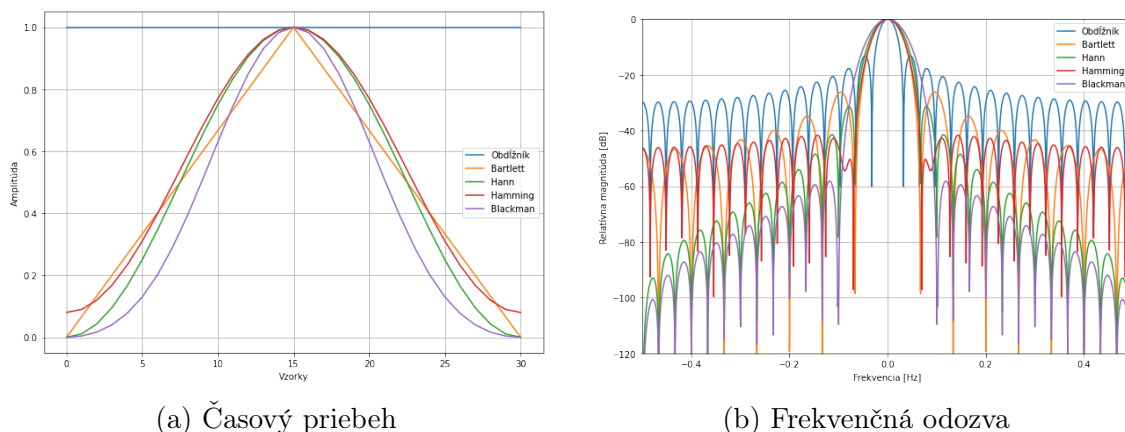 Amplitúda
1.0
0.8
0.6
0.4
0.2
0.0
0
5
10
15
20
25
30
Vzorky
Obdĺžnik
Bartlett
Hann
Hamming
Blackman
(a) Časový priebeh
Relatívna magnitúda [dB]
0
−20
−40
−60
−80
−100
−120
−0.4
−0.2
0.0
0.2
0.4
Frekvencia [Hz]
Obdĺžnik
Bartlett
Hann
Hamming
Blackman
(b) Frekvenčná odozva